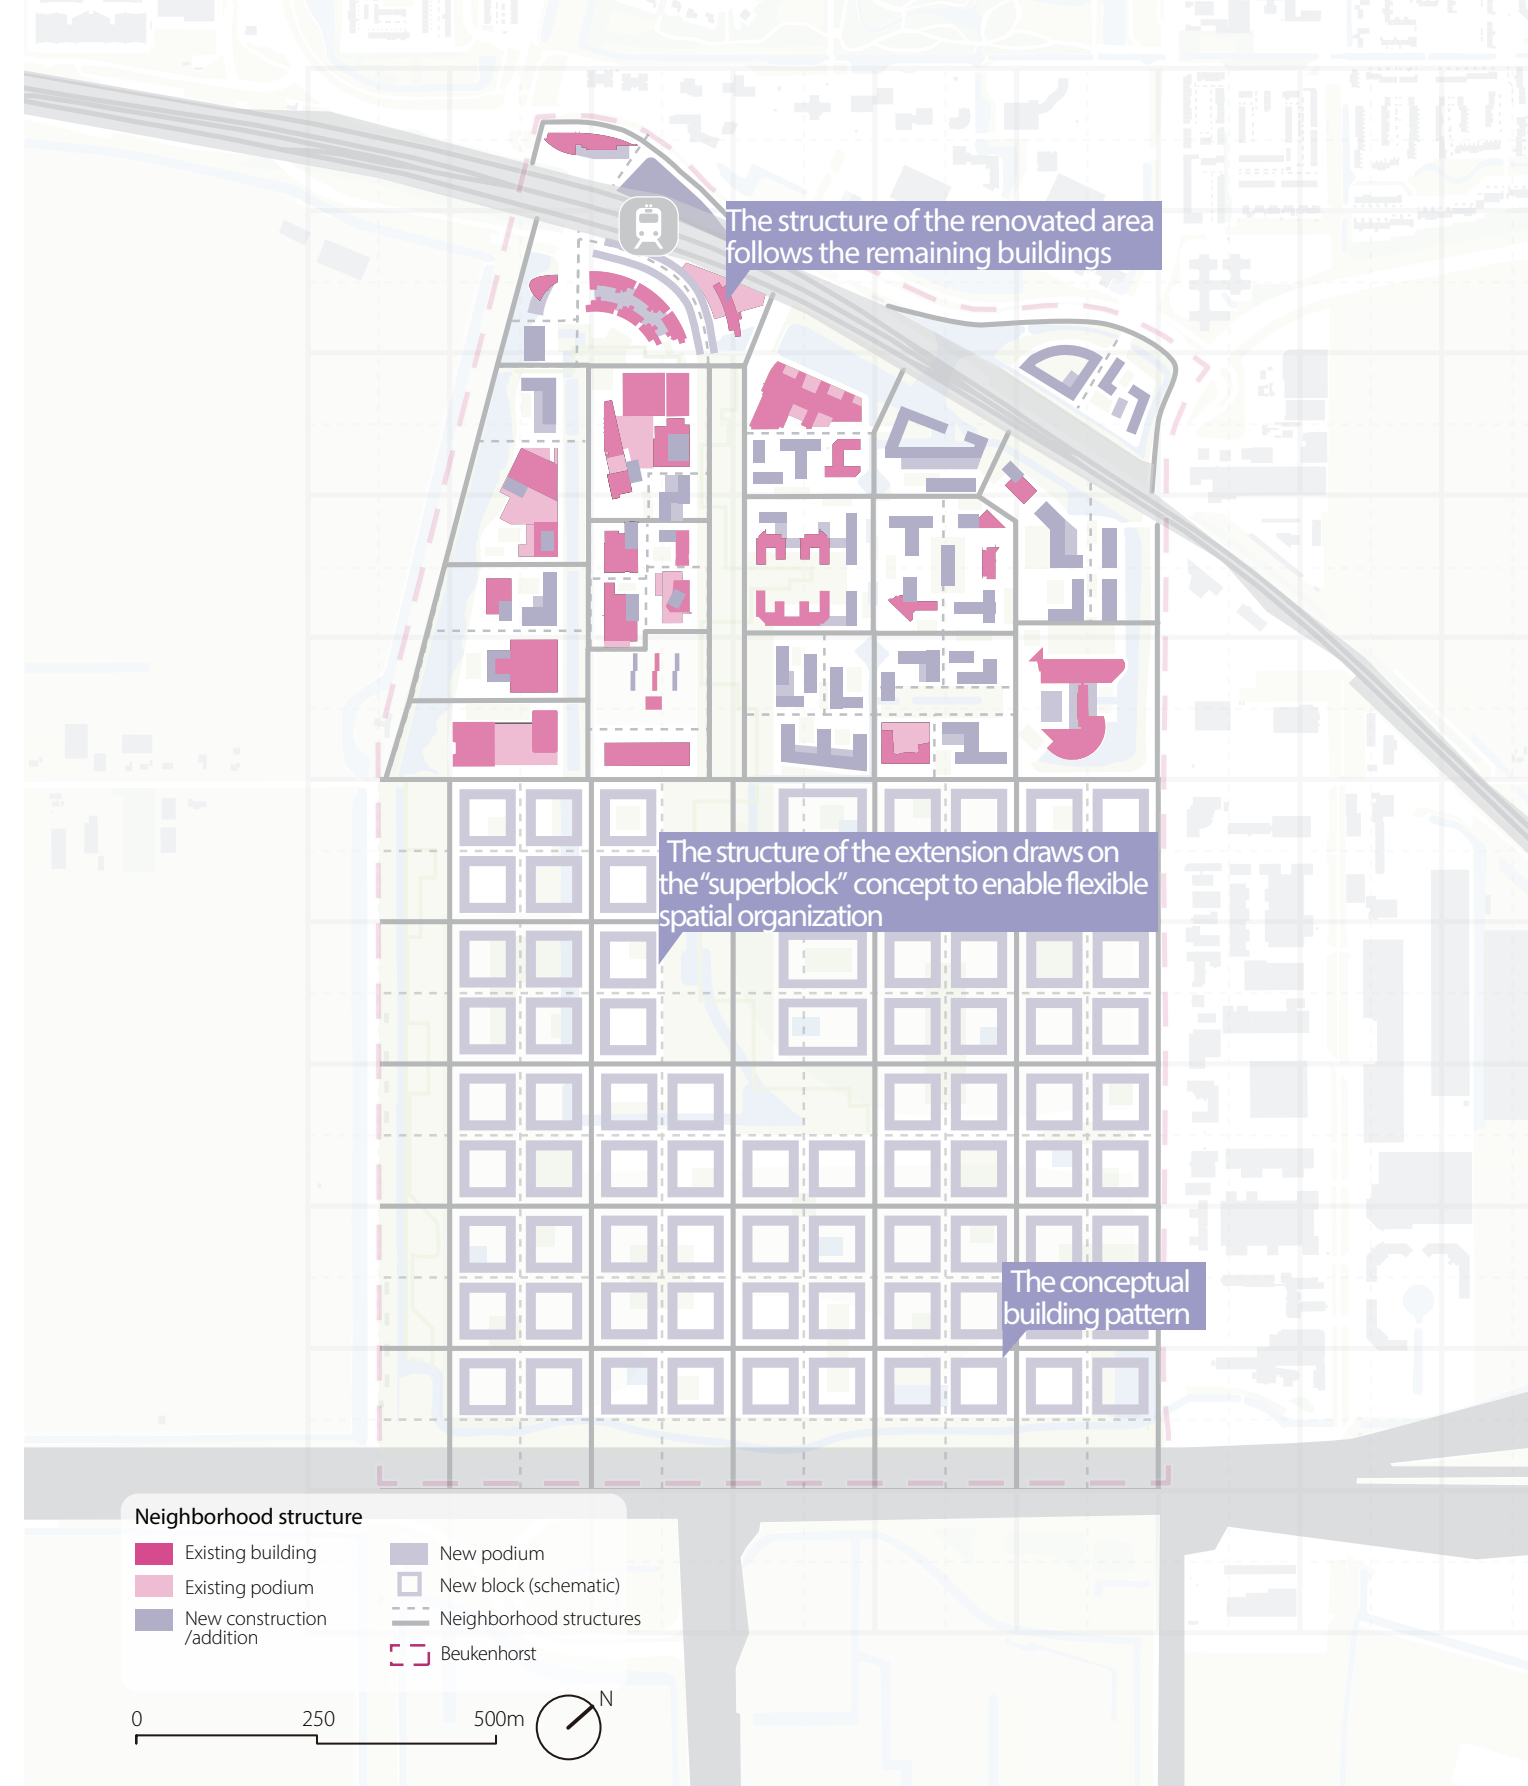 The structure of the renovated area
follows the remaining buildings
The structure of the extension draws on
the “superblock” concept to enable flexible
spatial organization
The conceptual
building pattern
Neighborhood structure
Existing building
Existing podium
New construction
/addition
New podium
New block (schematic)
Neighborhood structures
Beukenhorst
0 250 500m
N